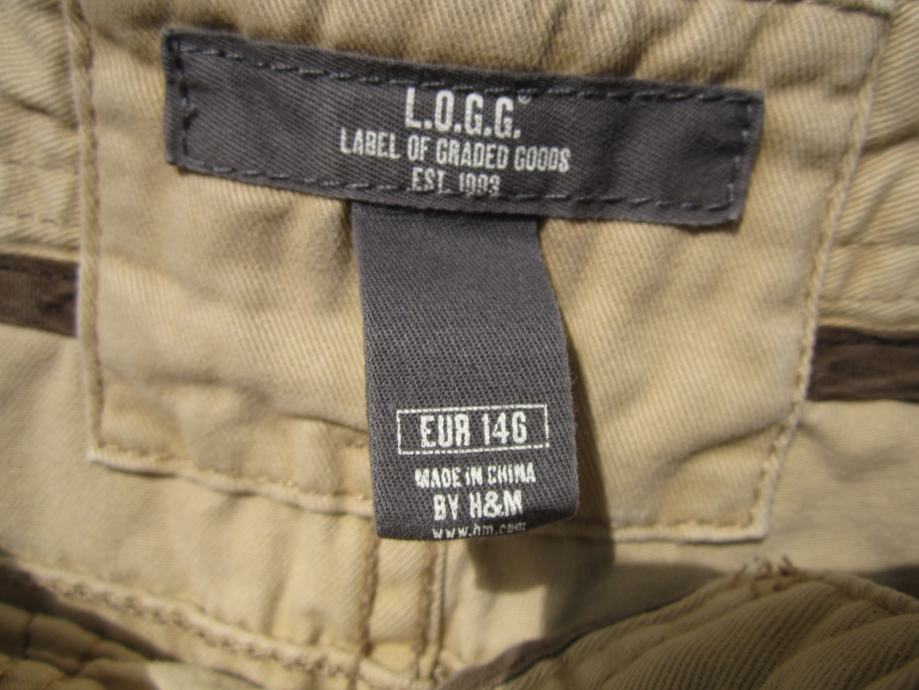 L.O.G.G.®
LABEL OF GRADED GOODS
EST. 1993
EUR 146
MADE IN CHINA
BY H&M
www.hm.com